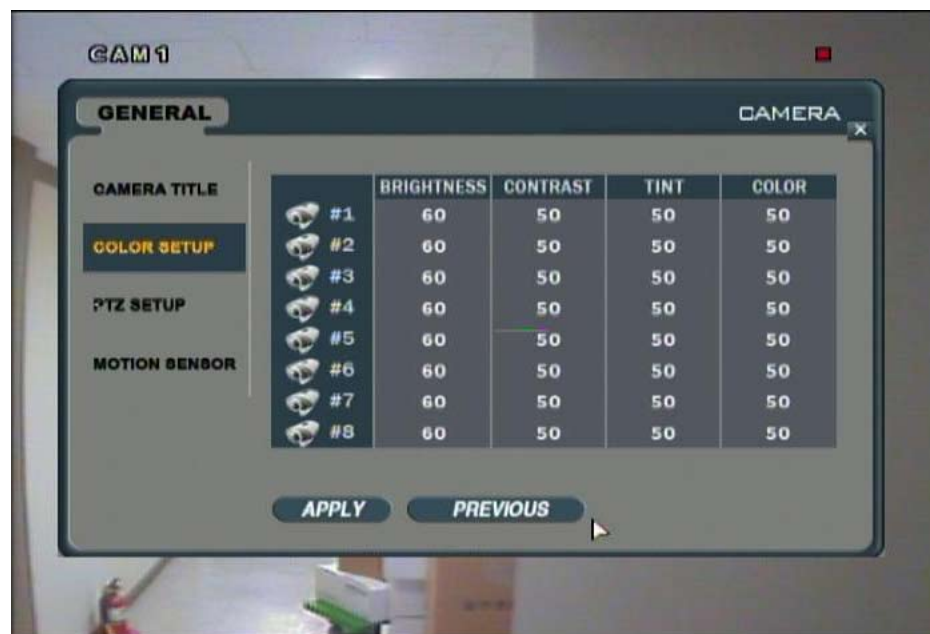 CAM 1
GENERAL
CAMERA
X
CAMERA TITLE
COLOR SETUP
PTZ SETUP
MOTION SENSOR
BRIGHTNESS CONTRAST TINT COLOR
#1 60 50 50 50
#2 60 50 50 50
#3 60 50 50 50
#4 60 50 50 50
#5 60 50 50 50
#6 60 50 50 50
#7 60 50 50 50
#8 60 50 50 50
APPLY PREVIOUS